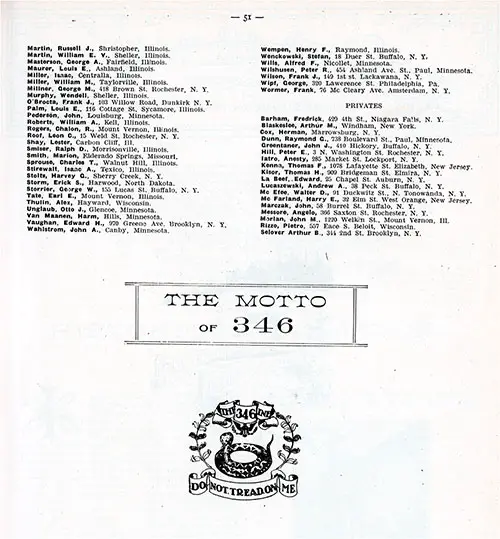 — 51 —
Martin, Russel J., Shristopher, Illinois.
Martin, William E. V., Sheller, Illinois.
Masterson, George A., Fairfield, Illinois.
Maurer, Louis E., Ashland, Illinois.
Miller, Isaac, Centralia, Illinois.
Miller, William M., Taylorville, Illinois.
Millner, George M., 418 Brown St. Rochester, N. Y.
Murphy, Wendell, Sheller, Illinois.
O'Brocta, Frank J., 103 Willow Road, Dunkirk N. Y.
Palm, Louis E., 116 Cottage St, Sycamore, Illinois.
Pederson, John, Louisburg, Minnesota.
Roberts, William A., Kell, Illinois.
Rogers, Chalon, R., Mount Vernon, Illinois.
Roof, Leon C., 15 Weld St. Rochester, N. Y.
Shay, Lester, Carbon Cliff, Ill.
Smiser, Ralph D., Morrisonville, Illinois.
Smith, Marion, Elderado Springs, Missouri.
Sprouse, Charles T., Walnut Hill, Illinois.
Stirewalt, Isaac A., Texico, Illinois.
Stolts, Harvey G., Sherry Creek, N. Y.
Storm, Erick S., Harwood, North Dakota.
Storrier, George W., 155 Lucas St. Buffalo, N. Y.
Tate, Earl E., Mount Vernon, Illinois.
Thulin, Alex, Hayward, Wisconsin.
Unglaub, Otto J., Glencoe, Minnesota.
Van Maanen, Harm, Hills, Minnesota.
Vaughan, Edward H., 970 Greene Ave, Brooklyn, N. Y.
Wahlstrom, John A., Canby, Minnesota.
Wempen, Henry F., Raymond, Illinois.
Wenckowski, Stefan, 18 Duer St. Buffalo, N. Y.
Wills, Alfred F., Nicollet, Minnesota.
Wilshusen, Peter R., 454 Ashland Ave. St., Paul, Minnesota.
Wilson, Frank J., 149 1st st. Lackawana, N. Y.
Wipf, George, 320 Lawerence St. Philadelphia, Pa.
Wormer, Frank, 76 Mc Cleary Ave. Amsterdam, N. Y.
PRIVATES
Barham, Fredrick, 429 4th St., Niagara Falls, N. Y.
Blakeslee, Arthur M., Windham, New York.
Cox, Herman, Marrowsburg, N. Y.
Dunn, Raymand G., 738 Boulevard St., Paul, Minnesota.
Greentaner, John J., 410 Hickory, Buffalo, N. Y.
Hill, Peter E., 3 N. Washington St. Rochester, N. Y.
Iatro, Anesty, 285 Market St. Lockport, N. Y.
Kenna, Thomas F., 1078 Lafayette St. Elizabeth, New Jersey.
Kisor, Thomas H., 909 Bridgeman St. Elmira, N. Y.
La Beef, Edward, 25 Chapel St. Auburn, N. Y.
Lucaszewski, Andrew A., 38 Peck St. Buffalo, N. Y.
Mc Efee, Walter D., 91 Duckwitz St., N. Tonowanda, N. Y.
Mc Farland, Harry E., 32 Elm St. West Orange, New Jersey.
Marczak, John, 58 Burrel St. Buffalo, N. Y.
Messore, Angelo, 366 Saxton St. Rochester, N. Y.
Morlan, John M., 1220 Welkin St., Mount Vernon, Ill.
Rizzo, Pietro, 557 Eace S. Beloit, Wisconsin.
Selover Arthur B., 344 2nd St. Brooklyn, N. Y.
THE MOTTO
OF 346
THE 346 INF
DO NOT TREAD ON ME